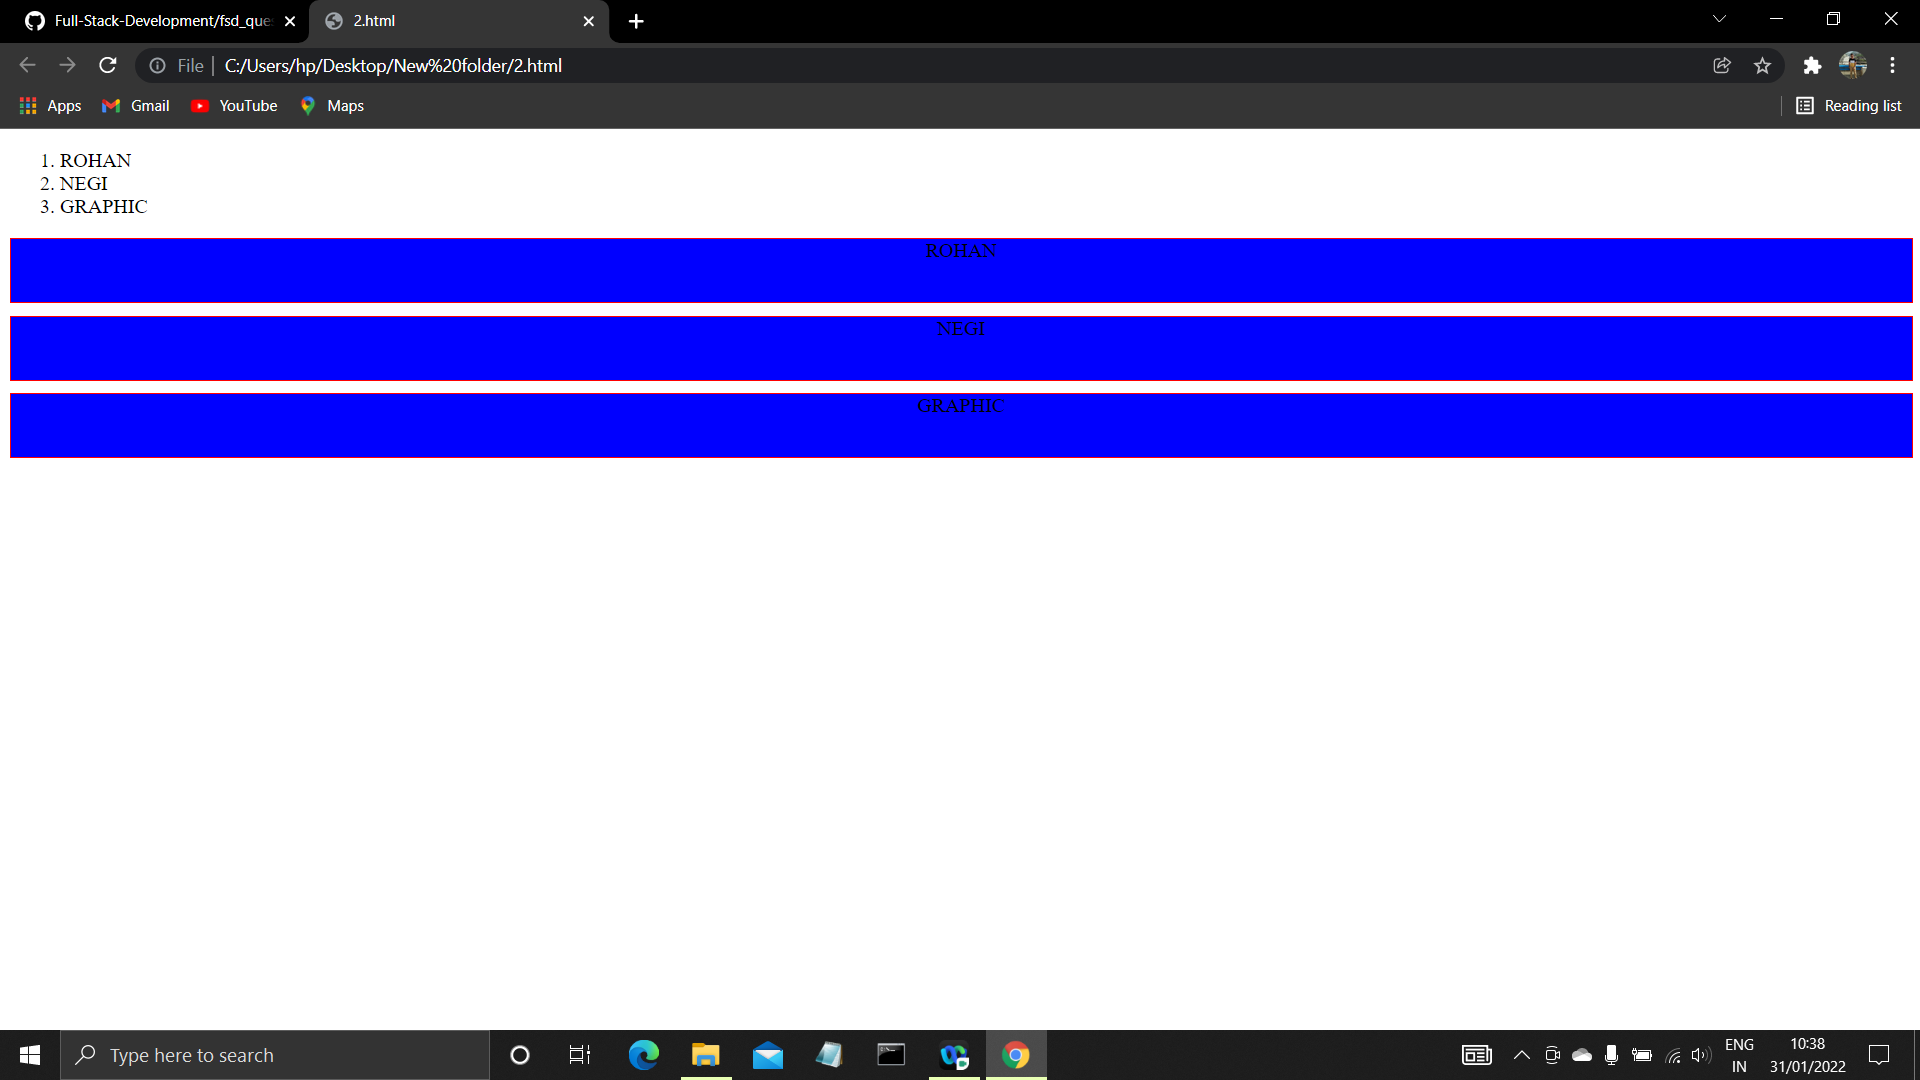 Full-Stack-Development/fsd_que
2.html
File
C:/Users/hp/Desktop/New%20folder/2.html
Apps
Gmail
YouTube
Maps
Reading list
1. ROHAN
2. NEGI
3. GRAPHIC
ROHAN
NEGI
GRAPHIC
Type here to search
ENG
IN
10:38
31/01/2022